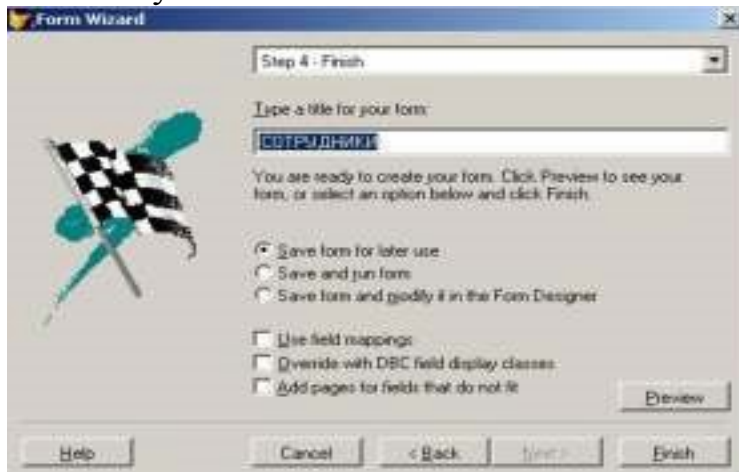 Form Wizard
Step 4 - Finish
Type a title for your form:
СОТРУДНИКИ
You are ready to create your form. Click Preview to see your
form, or select an option below and click Finish.
Save form for later use
Save and run form
Save form and modify it in the Form Designer
Use field mappings
Override with DBC field display classes
Add pages for fields that do not fit
Preview
Help
Cancel
< Back
Next >
Finish